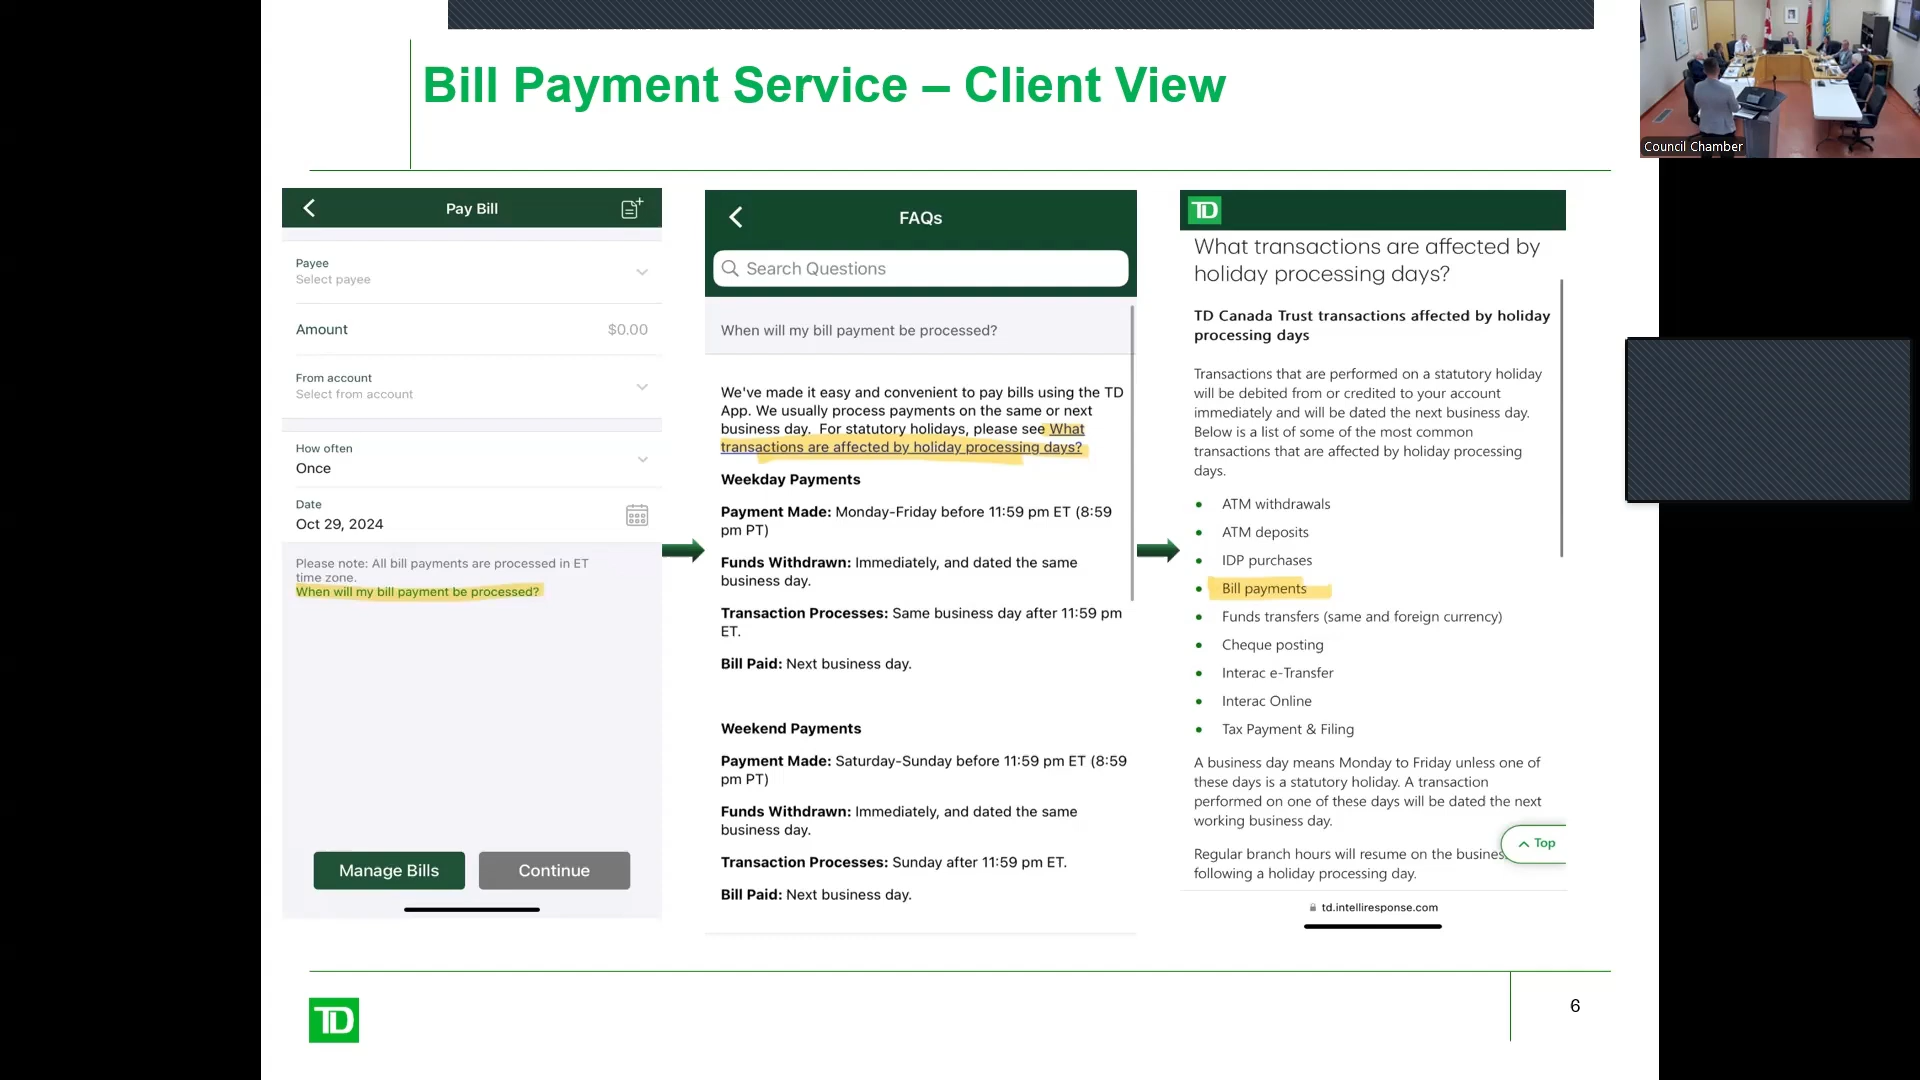 Bill Payment Service – Client View
Council Chamber
Pay Bill
Payee
Select payee
Amount
$0.00
From account
Select from account
How often
Once
Date
Oct 29, 2024
Please note: All bill payments are processed in ET
time zone.
When will my bill payment be processed?
Manage Bills
Continue
FAQs
Search Questions
When will my bill payment be processed?
We've made it easy and convenient to pay bills using the TD
App. We usually process payments on the same or next
business day. For statutory holidays, please see What
transactions are affected by holiday processing days?
Weekday Payments
Payment Made: Monday-Friday before 11:59 pm ET (8:59
pm PT)
Funds Withdrawn: Immediately, and dated the same
business day.
Transaction Processes: Same business day after 11:59 pm
ET.
Bill Paid: Next business day.
Weekend Payments
Payment Made: Saturday-Sunday before 11:59 pm ET (8:59
pm PT)
Funds Withdrawn: Immediately, and dated the same
business day.
Transaction Processes: Sunday after 11:59 pm ET.
Bill Paid: Next business day.
TD
What transactions are affected by
holiday processing days?
TD Canada Trust transactions affected by holiday
processing days
Transactions that are performed on a statutory holiday
will be debited from or credited to your account
immediately and will be dated the next business day.
Below is a list of some of the most common
transactions that are affected by holiday processing
days.
• ATM withdrawals
• ATM deposits
• IDP purchases
• Bill payments
• Funds transfers (same and foreign currency)
• Cheque posting
• Interac e-Transfer
• Interac Online
• Tax Payment & Filing
A business day means Monday to Friday unless one of
these days is a statutory holiday. A transaction
performed on one of these days will be dated the next
working business day.
Top
Regular branch hours will resume on the busines
following a holiday processing day.
td.intelliresponse.com
TD
6